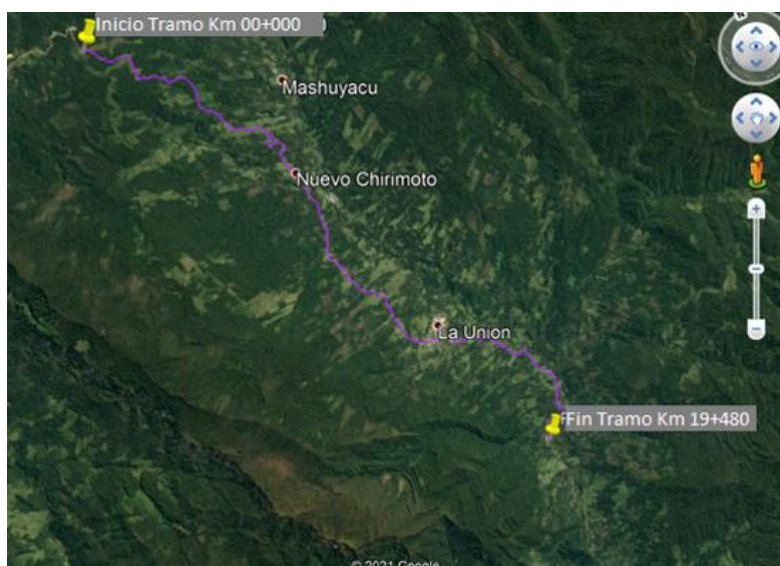 Inicio Tramo Km 00+000
Mashuyacu
Nuevo Chirimoto
La Union
Fin Tramo Km 19+480
© 2021 Google